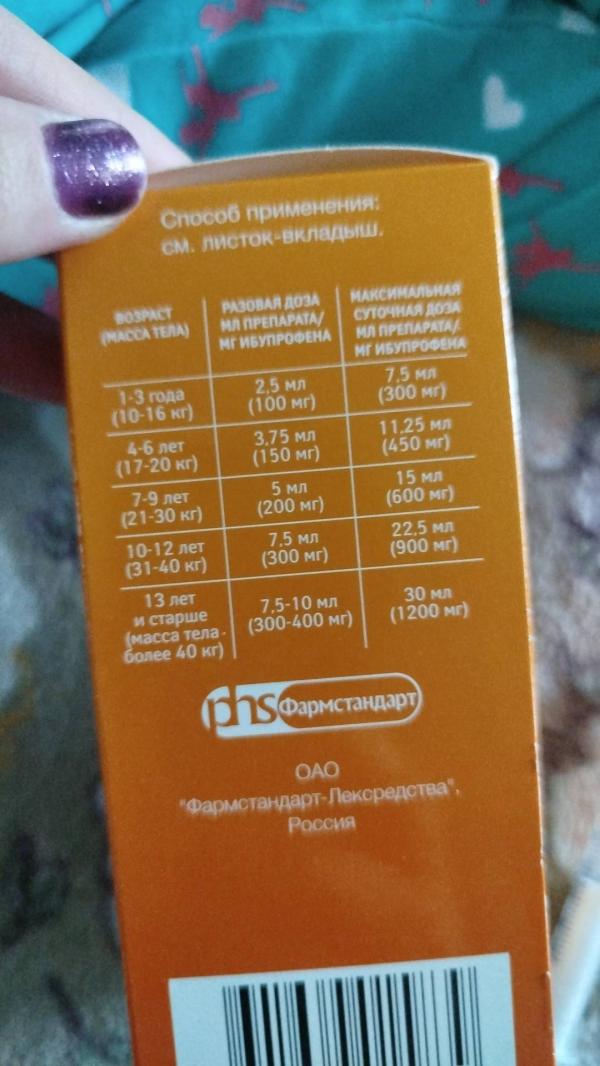 Способ применения:
см. листок-вкладыш.
ВОЗРАСТ
(МАССА ТЕЛА)
РАЗОВАЯ ДОЗА
МЛ ПРЕПАРАТА/
МГ ИБУПРОФЕНА
МАКСИМАЛЬНАЯ
СУТОЧНАЯ ДОЗА
МЛ ПРЕПАРАТА/
МГ ИБУПРОФЕНА
1-3 года
(10-16 кг)
2,5 мл
(100 мг)
7,5 мл
(300 мг)
4-6 лет
(17-20 кг)
3,75 мл
(150 мг)
11,25 мл
(450 мг)
7-9 лет
(21-30 кг)
5 мл
(200 мг)
15 мл
(600 мг)
10-12 лет
(31-40 кг)
7,5 мл
(300 мг)
22,5 мл
(900 мг)
13 лет
и старше
(масса тела -
более 40 кг)
7,5-10 мл
(300-400 мг)
30 мл
(1200 мг)
phs Фармстандарт
ОАО
"Фармстандарт-Лексредства",
Россия